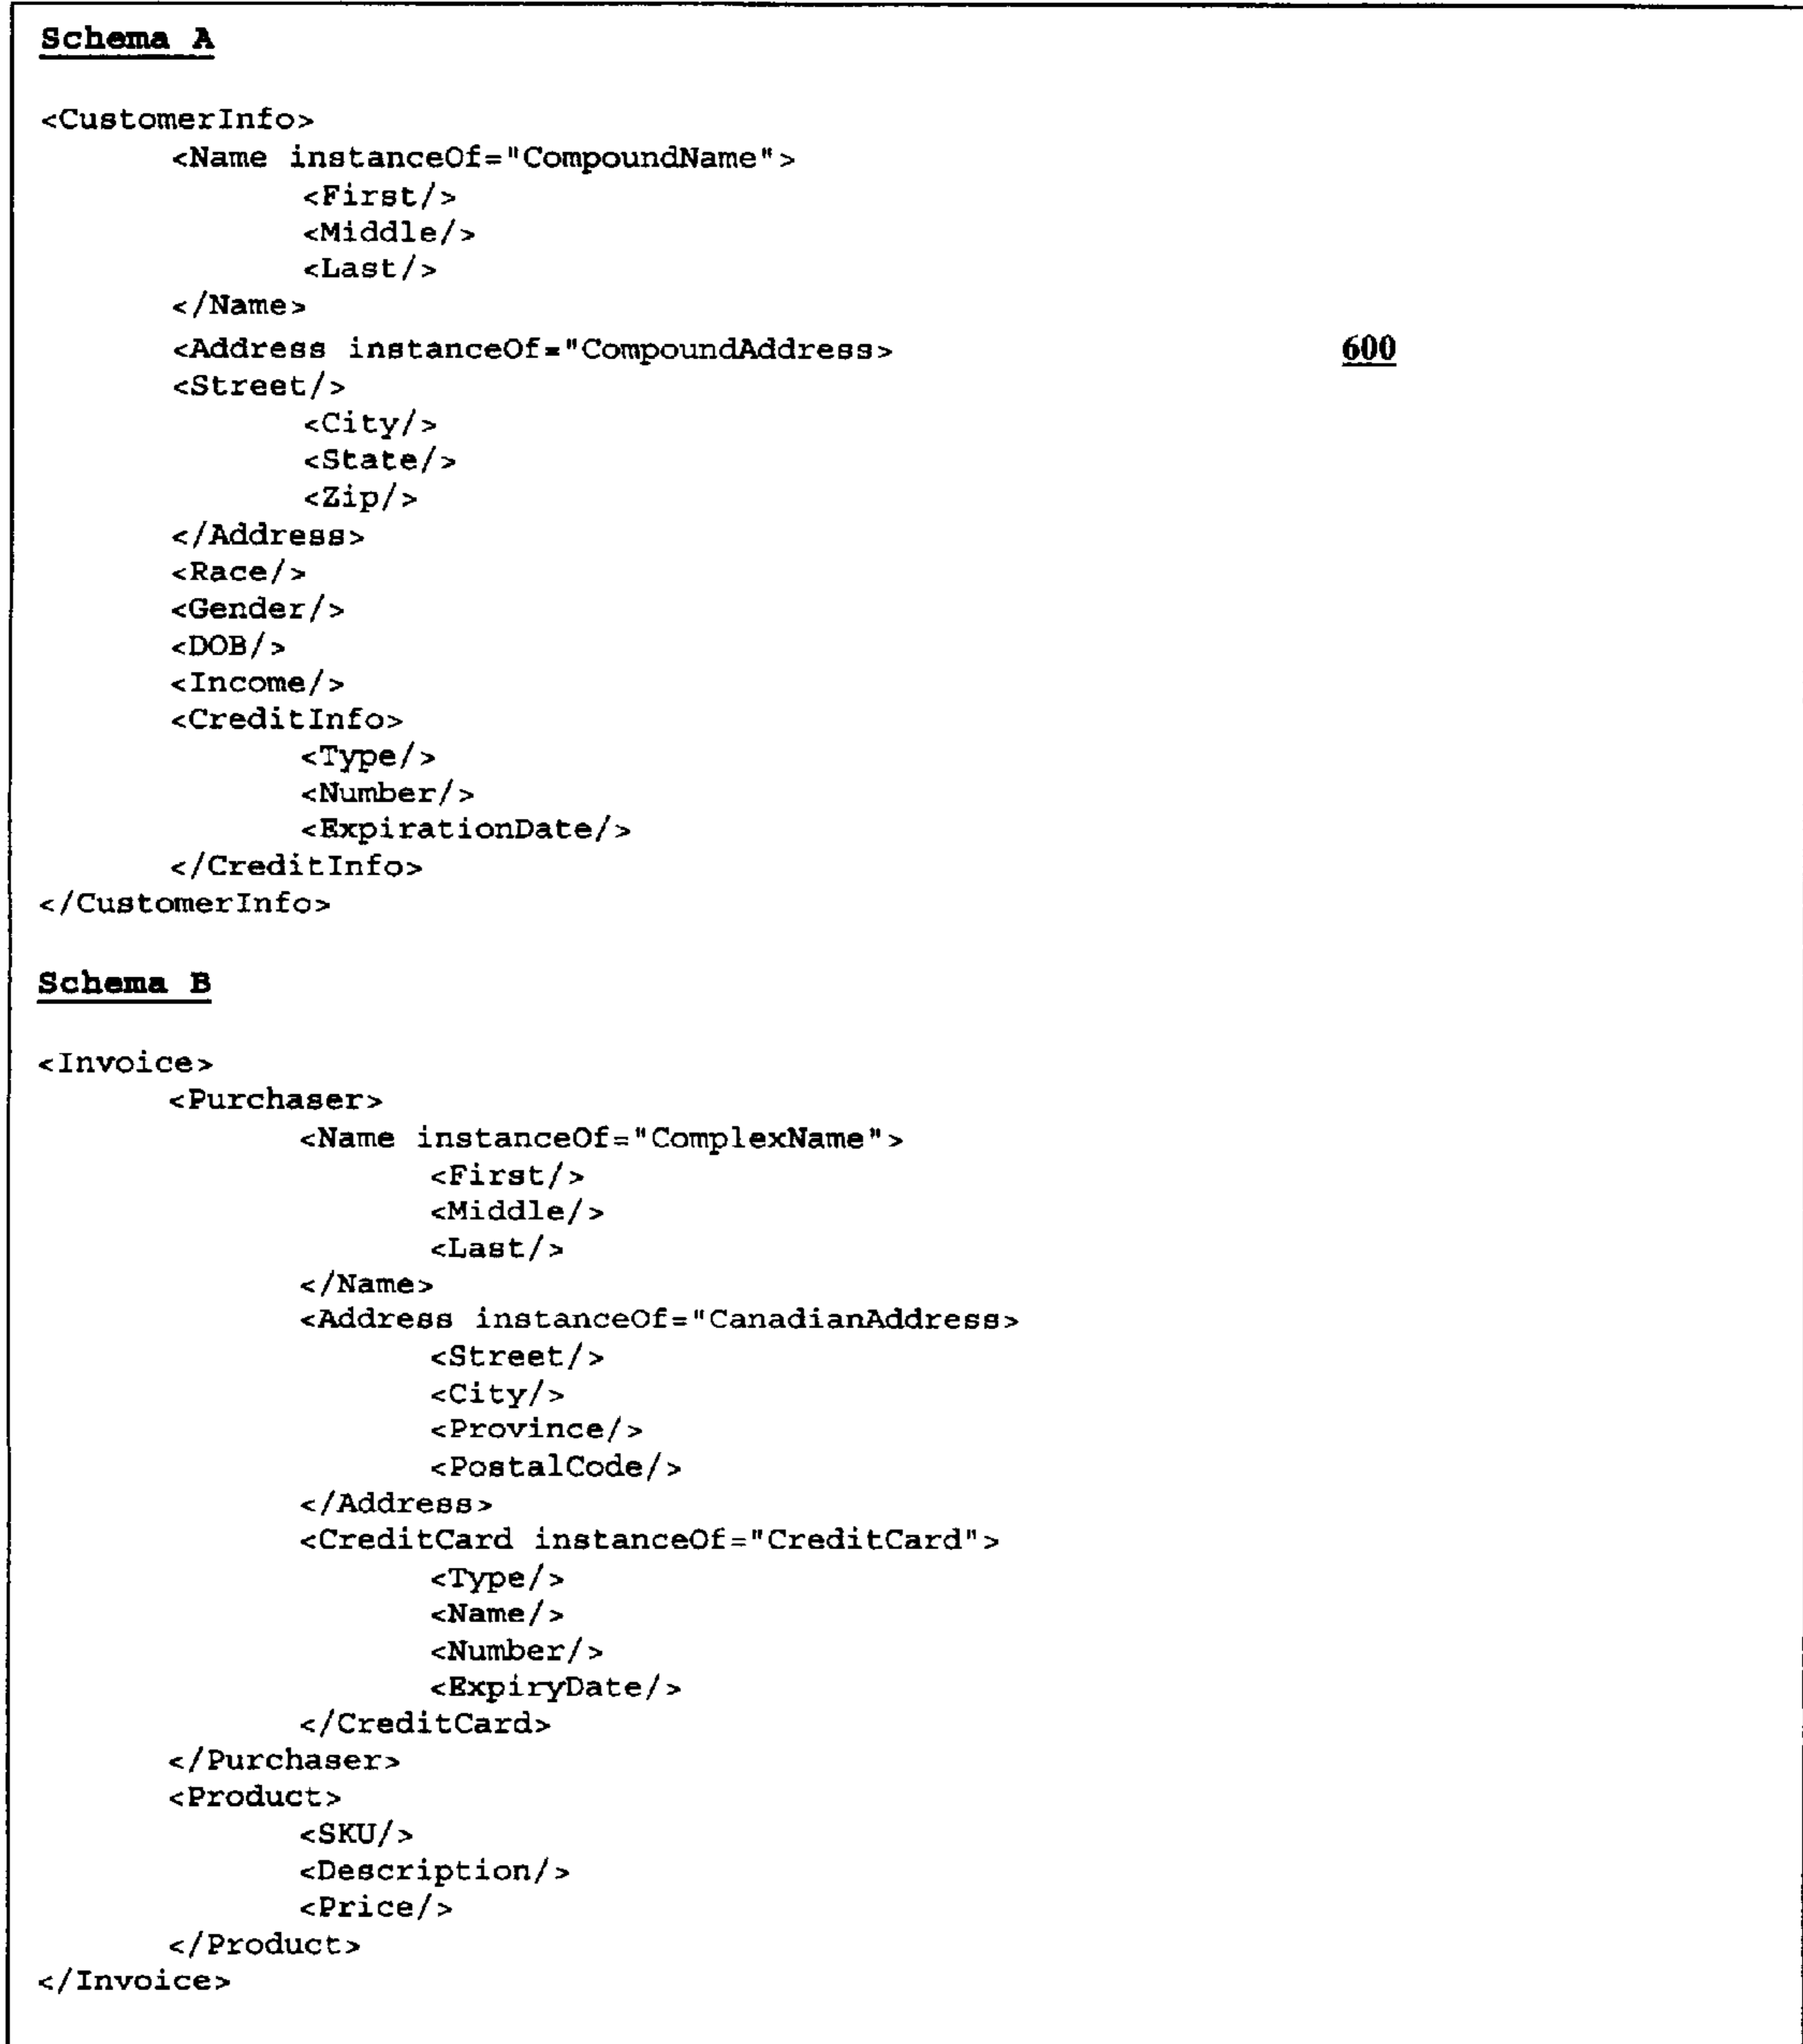 Schema A
<CustomerInfo>
<Name instanceOf="CompoundName">
<First/>
<Middle/>
<Last/>
</Name>
<Address instanceOf="CompoundAddress> 600
<Street/>
<City/>
<State/>
<Zip/>
</Address>
<Race/>
<Gender/>
<DOB/>
<Income/>
<CreditInfo>
<Type/>
<Number/>
<ExpirationDate/>
</CreditInfo>
</CustomerInfo>
Schema B
<Invoice>
<Purchaser>
<Name instanceOf="ComplexName">
<First/>
<Middle/>
<Last/>
</Name>
<Address instanceOf="CanadianAddress>
<Street/>
<City/>
<Province/>
<PostalCode/>
</Address>
<CreditCard instanceOf="CreditCard">
<Type/>
<Name/>
<Number/>
<ExpiryDate/>
</CreditCard>
</Purchaser>
<Product>
<SKU/>
<Description/>
<Price/>
</Product>
</Invoice>